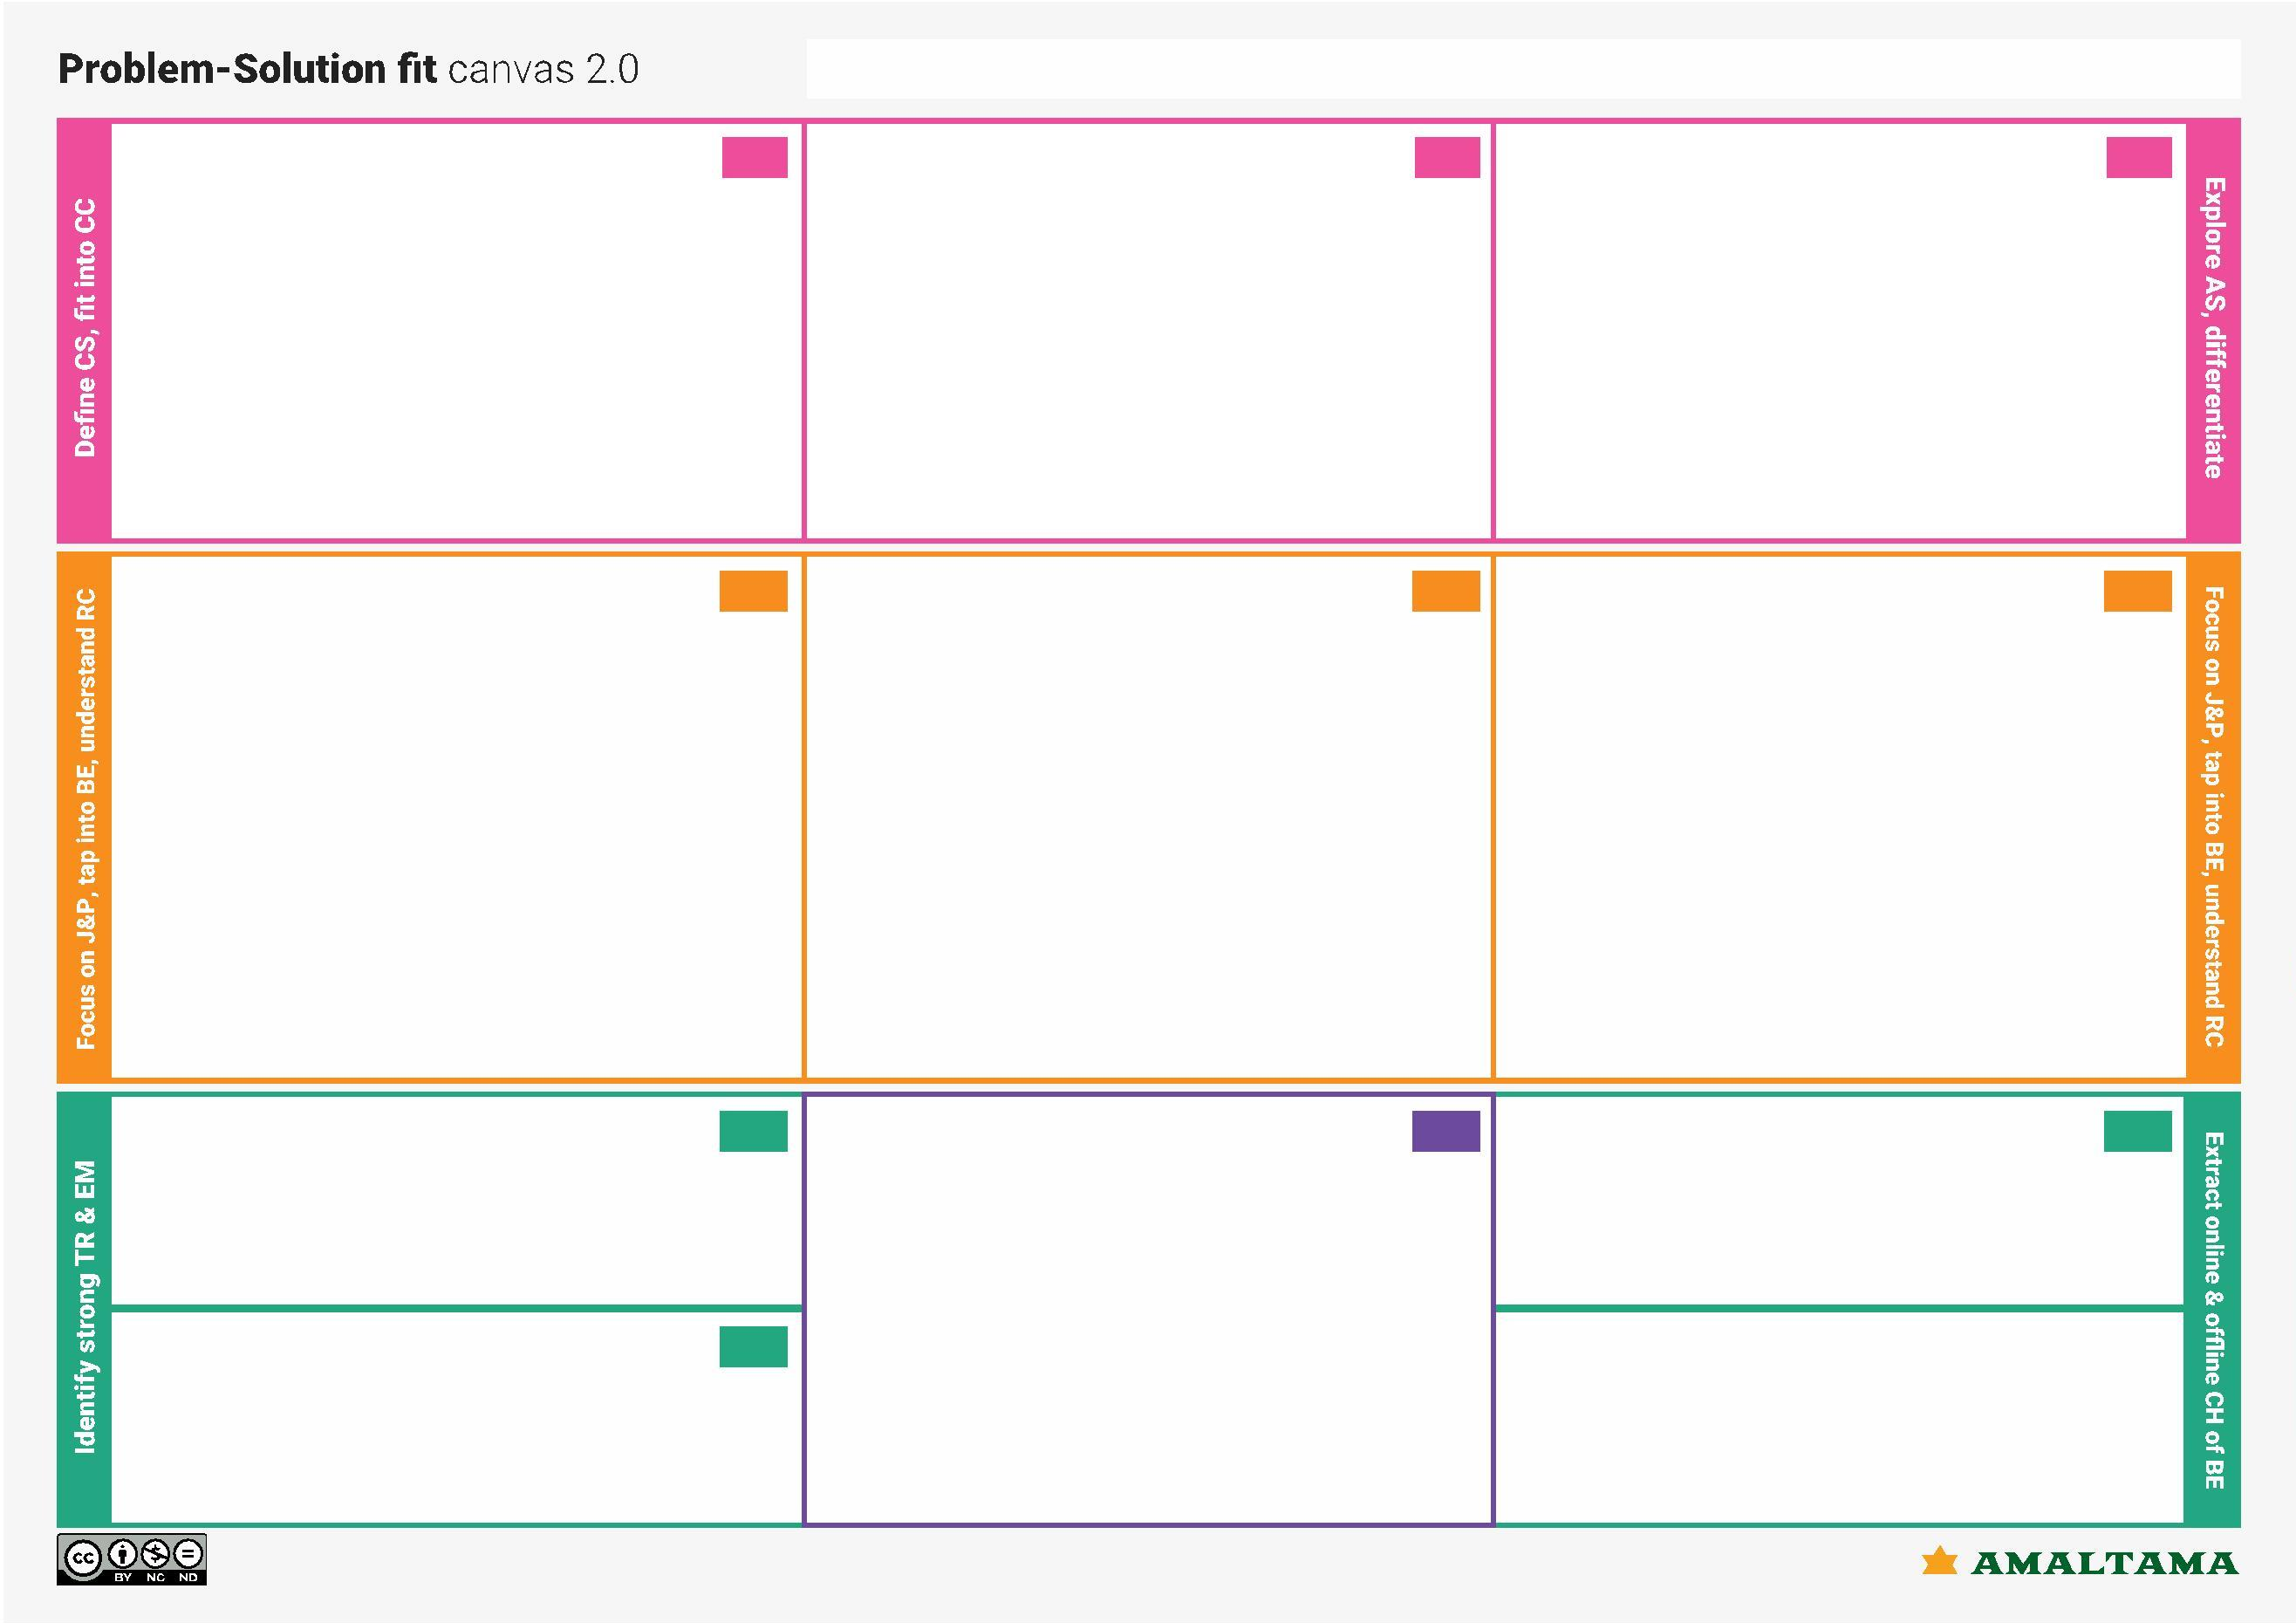 Problem-Solution fit canvas 2.0
Define CS, fit into CC
Explore AS, differentiate
Focus on J&P, tap into BE, understand RC
Focus on J&P, tap into BE, understand RC
Identify strong TR & EM
Extract online & offline CH of BE
cc
BY NC ND
AMALTAMA